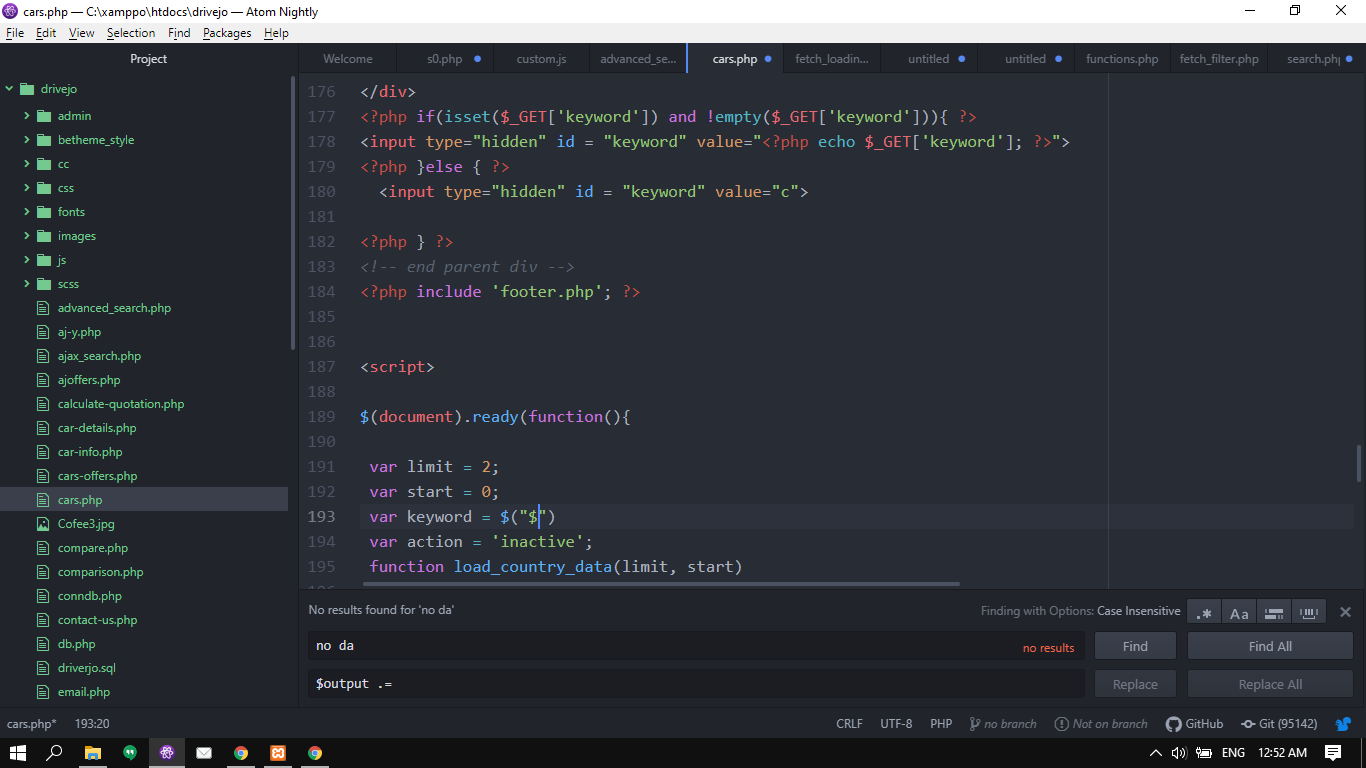 cars.php — C:\xamppo\htdocs\drivejo — Atom Nightly
File Edit View Selection Find Packages Help
Project
drivejo
admin
betheme_style
cc
css
fonts
images
js
scss
advanced_search.php
aj-y.php
ajax_search.php
ajoffers.php
calculate-quotation.php
car-details.php
car-info.php
cars-offers.php
cars.php
Cofee3.jpg
compare.php
comparison.php
conndb.php
contact-us.php
db.php
driverjo.sql
email.php
Welcome s0.php custom.js advanced_se... cars.php fetch_loadin... untitled untitled functions.php fetch_filter.php search.php
176 </div>
177 <?php if(isset($_GET['keyword']) and !empty($_GET['keyword'])){ ?>
178 <input type="hidden" id = "keyword" value="<?php echo $_GET['keyword']; ?>">
179 <?php }else { ?>
180 <input type="hidden" id = "keyword" value="c">
181
182 <?php } ?>
183 <!-- end parent div -->
184 <?php include 'footer.php'; ?>
185
186
187 <script>
188
189 $(document).ready(function(){
190
191 var limit = 2;
192 var start = 0;
193 var keyword = $("$")
194 var action = 'inactive';
195 function load_country_data(limit, start)
No results found for 'no da' Finding with Options: Case Insensitive .* Aa
no da no results Find Find All
$output .= Replace Replace All
cars.php* 193:20 CRLF UTF-8 PHP no branch Not on branch GitHub Git (95142)
ENG 12:52 AM